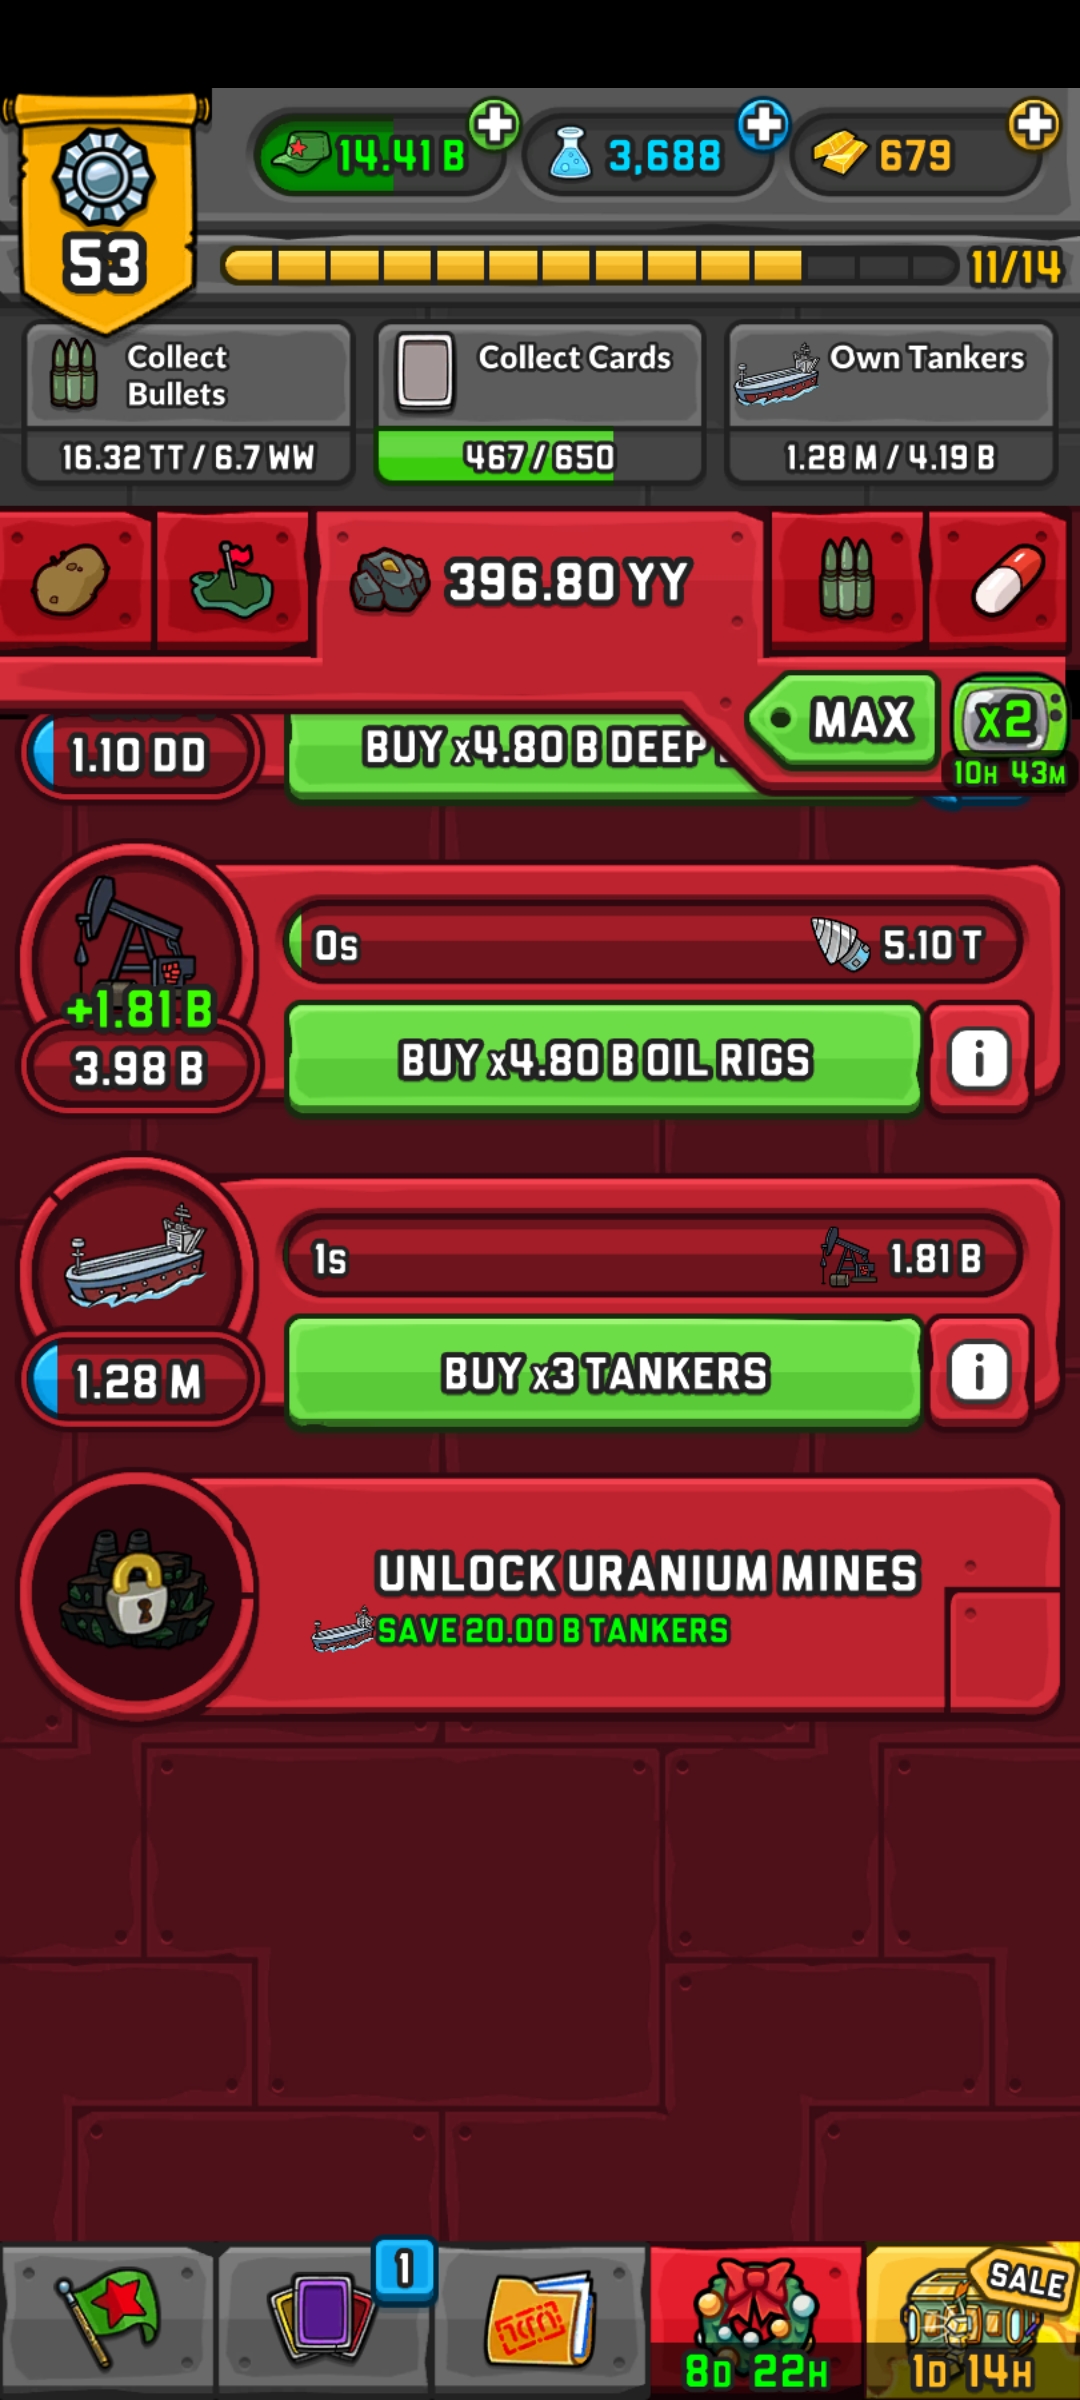 14.41 B
3,688
679
53
11/14
Collect
Bullets
16.32 TT / 6.7 WW
Collect Cards
467 / 650
Own Tankers
1.28 M / 4.19 B
396.80 YY
MAX
x2
10H 43M
1.10 DD
BUY x4.80 B DEEP
0s
5.10 T
+1.81 B
3.98 B
BUY x4.80 B OIL RIGS
i
1s
1.81 B
1.28 M
BUY x3 TANKERS
i
UNLOCK URANIUM MINES
SAVE 20.00 B TANKERS
1
8D 22H
SALE
1D 14H